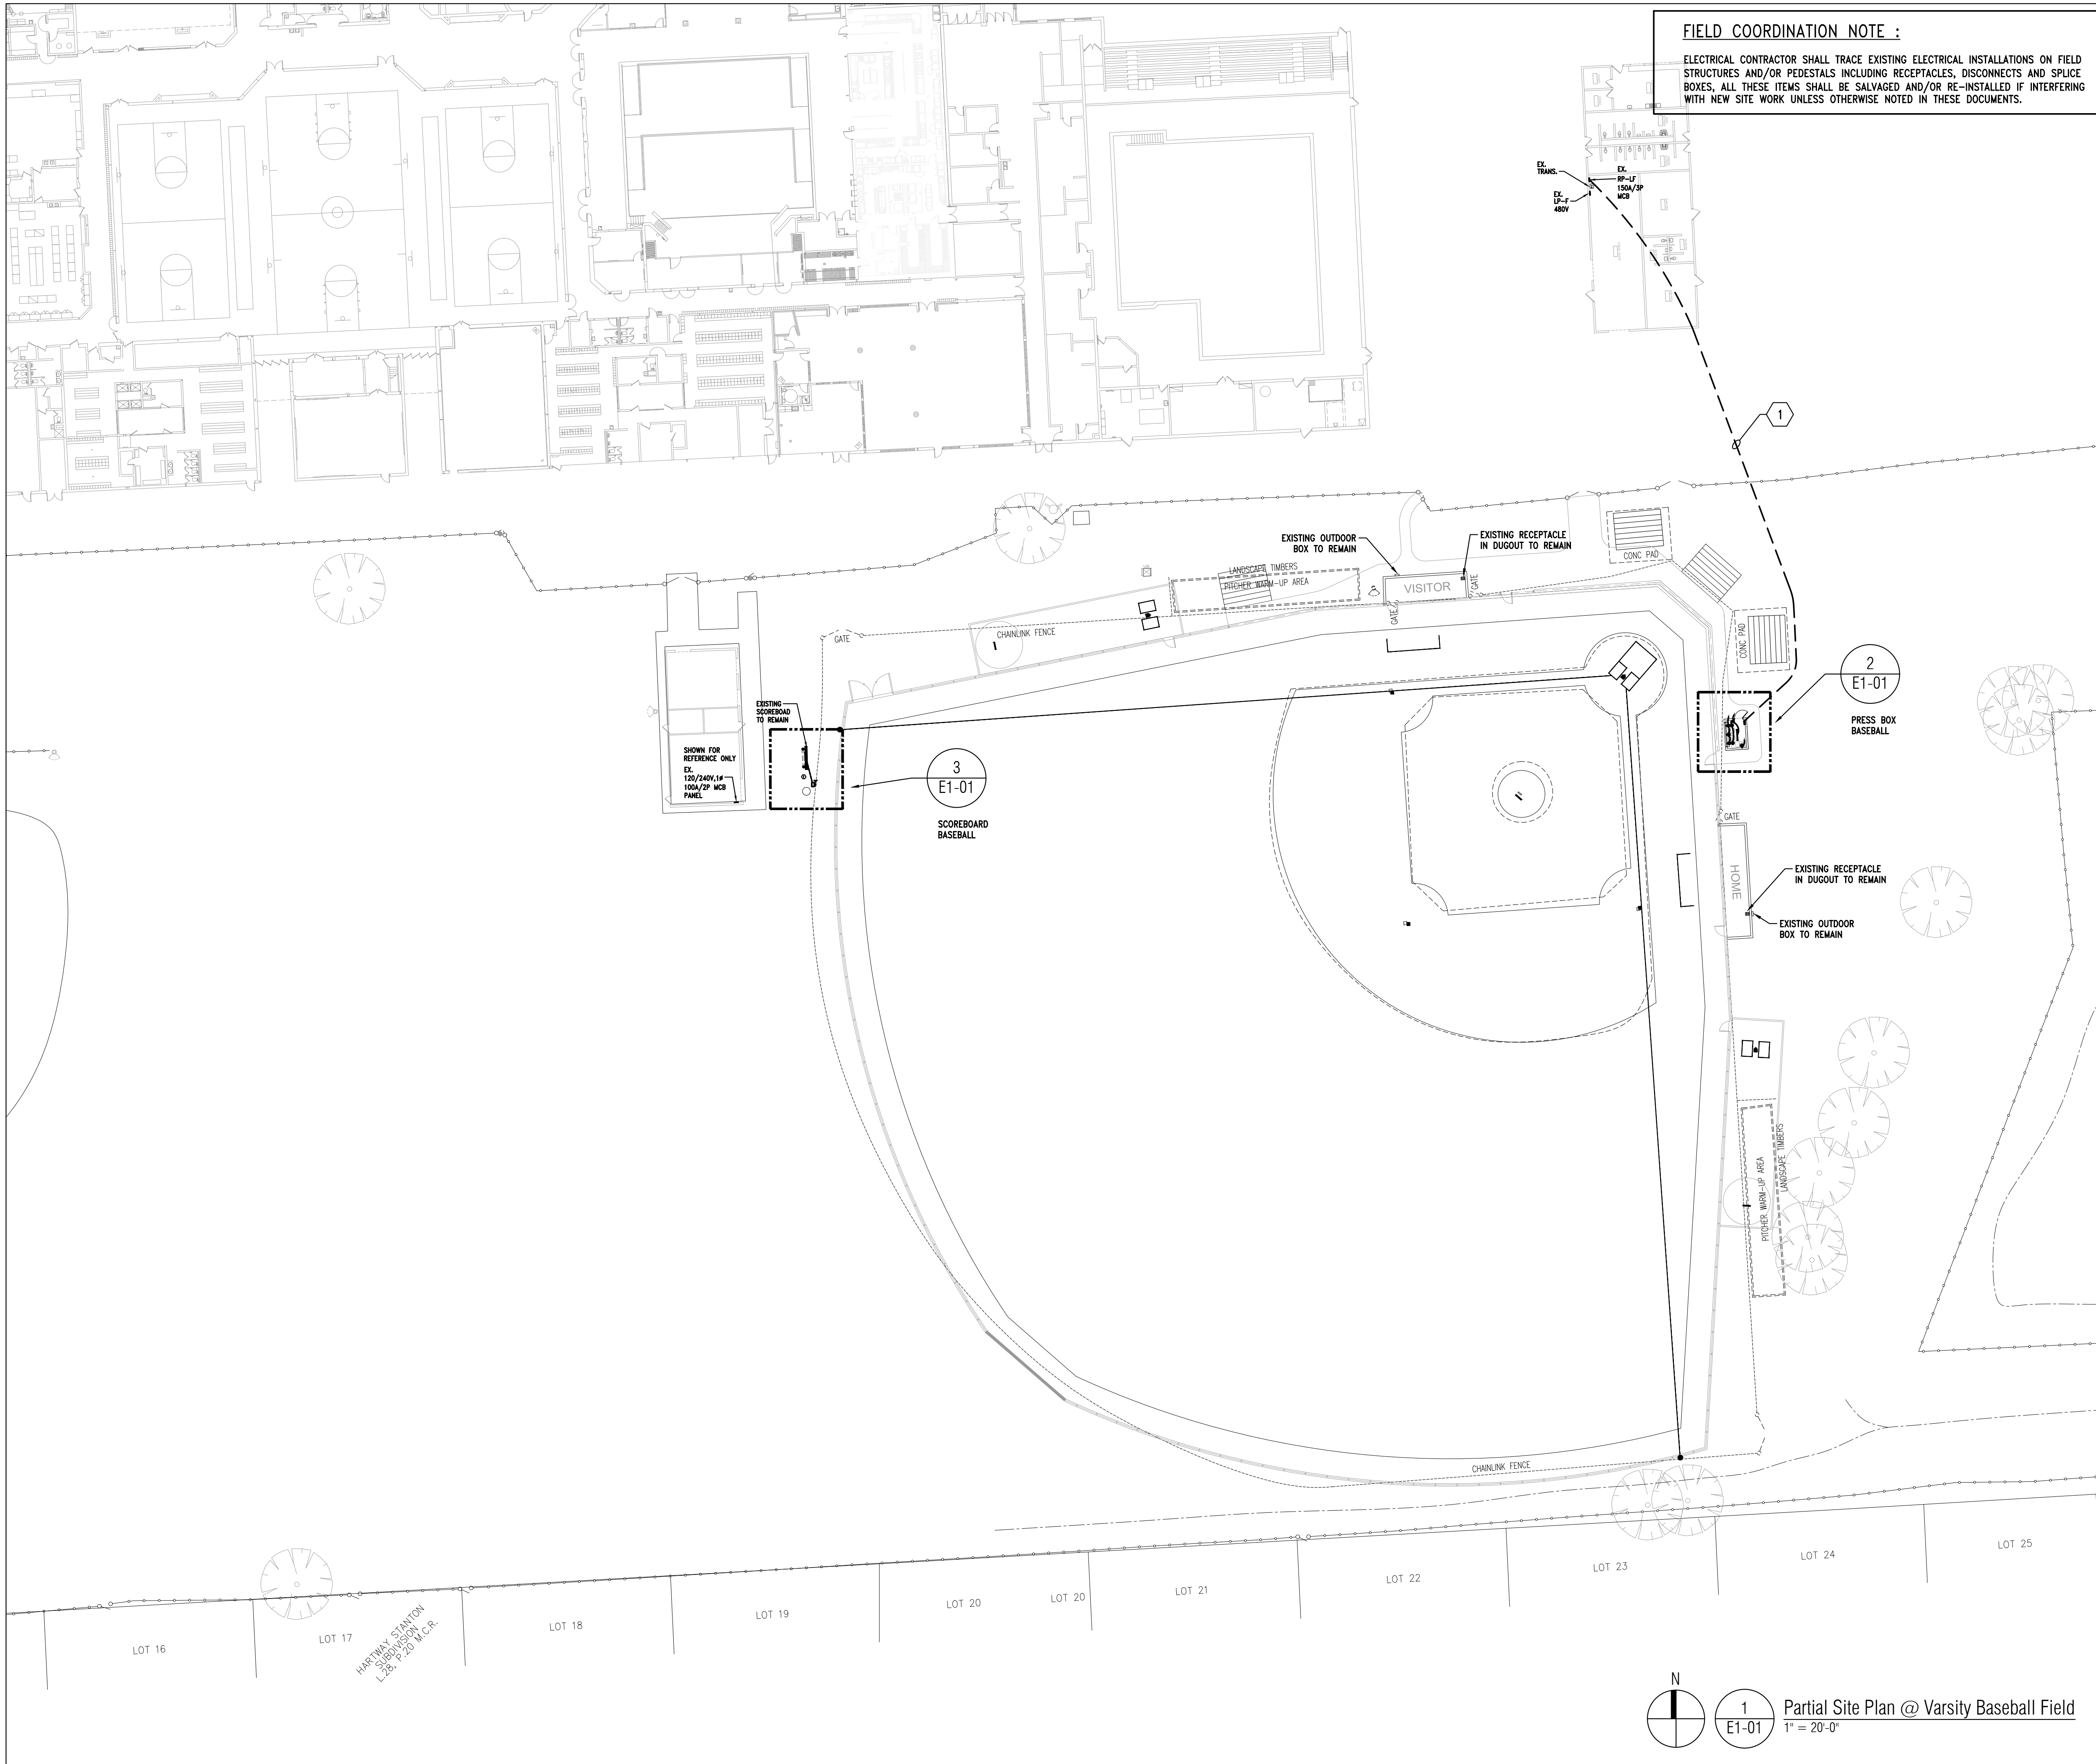 FIELD COORDINATION NOTE :
ELECTRICAL CONTRACTOR SHALL TRACE EXISTING ELECTRICAL INSTALLATIONS ON FIELD
STRUCTURES AND/OR PEDESTALS INCLUDING RECEPTACLES, DISCONNECTS AND SPLICE
BOXES, ALL THESE ITEMS SHALL BE SALVAGED AND/OR RE-INSTALLED IF INTERFERING
WITH NEW SITE WORK UNLESS OTHERWISE NOTED IN THESE DOCUMENTS.
EX.
TRANS.
EX.
RP-LF
150A/3P
MCB
EX.
LP-F
480V
1
EXISTING OUTDOOR
BOX TO REMAIN
EXISTING RECEPTACLE
IN DUGOUT TO REMAIN
CONC PAD
LANDSCAPE TIMBERS
PITCHER WARM-UP AREA
VISITOR
GATE
GATE
CHAINLINK FENCE
GATE
CONC PAD
2
E1-01
PRESS BOX
BASEBALL
EXISTING
SCOREBOAD
TO REMAIN
SHOWN FOR
REFERENCE ONLY
EX.
120/240V,1ø
100A/2P MCB
PANEL
3
E1-01
SCOREBOARD
BASEBALL
GATE
HOME
EXISTING RECEPTACLE
IN DUGOUT TO REMAIN
EXISTING OUTDOOR
BOX TO REMAIN
PITCHER WARM-UP AREA
LANDSCAPE TIMBERS
CHAINLINK FENCE
LOT 16
LOT 17
HARTWAY STANTON
SUBDIVISION
L.28, P.20 M.C.R.
LOT 18
LOT 19
LOT 20
LOT 20
LOT 21
LOT 22
LOT 23
LOT 24
LOT 25
N
1
E1-01
Partial Site Plan @ Varsity Baseball Field
1" = 20'-0"